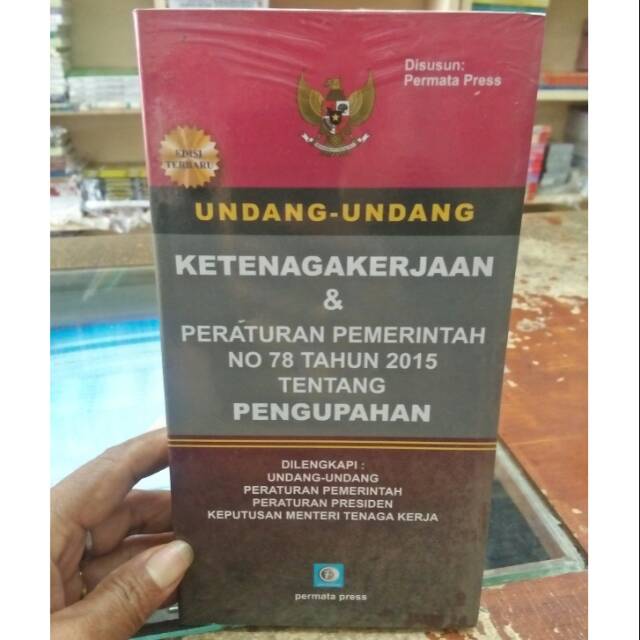 Disusun:
Permata Press
EDISI
TERBARU
UNDANG-UNDANG
KETENAGAKERJAAN
&
PERATURAN PEMERINTAH
NO 78 TAHUN 2015
TENTANG
PENGUPAHAN
DILENGKAPI :
UNDANG-UNDANG
PERATURAN PEMERINTAH
PERATURAN PRESIDEN
KEPUTUSAN MENTERI TENAGA KERJA
permata press